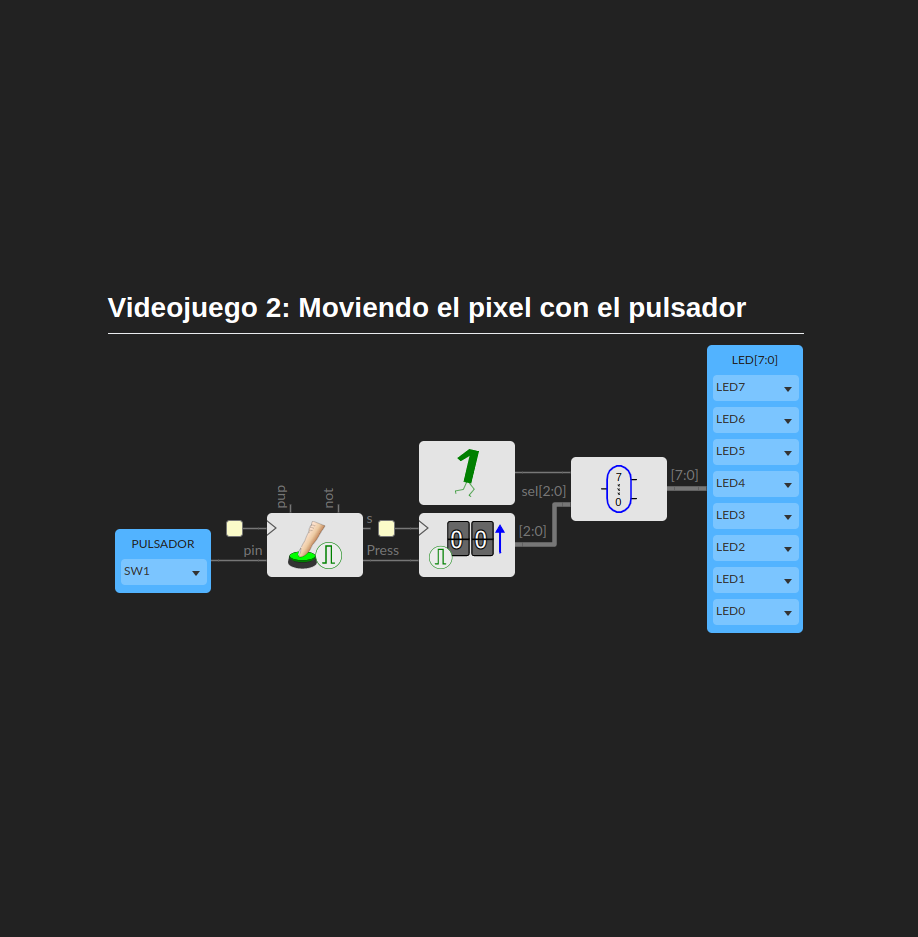 Videojuego 2: Moviendo el pixel con el pulsador
LED[7:0]
LED7
LED6
LED5
LED4
LED3
LED2
LED1
LED0
1
sel[2:0]
7
0
[7:0]
pup
not
s
PULSADOR
SW1
pin
Press
00
[2:0]